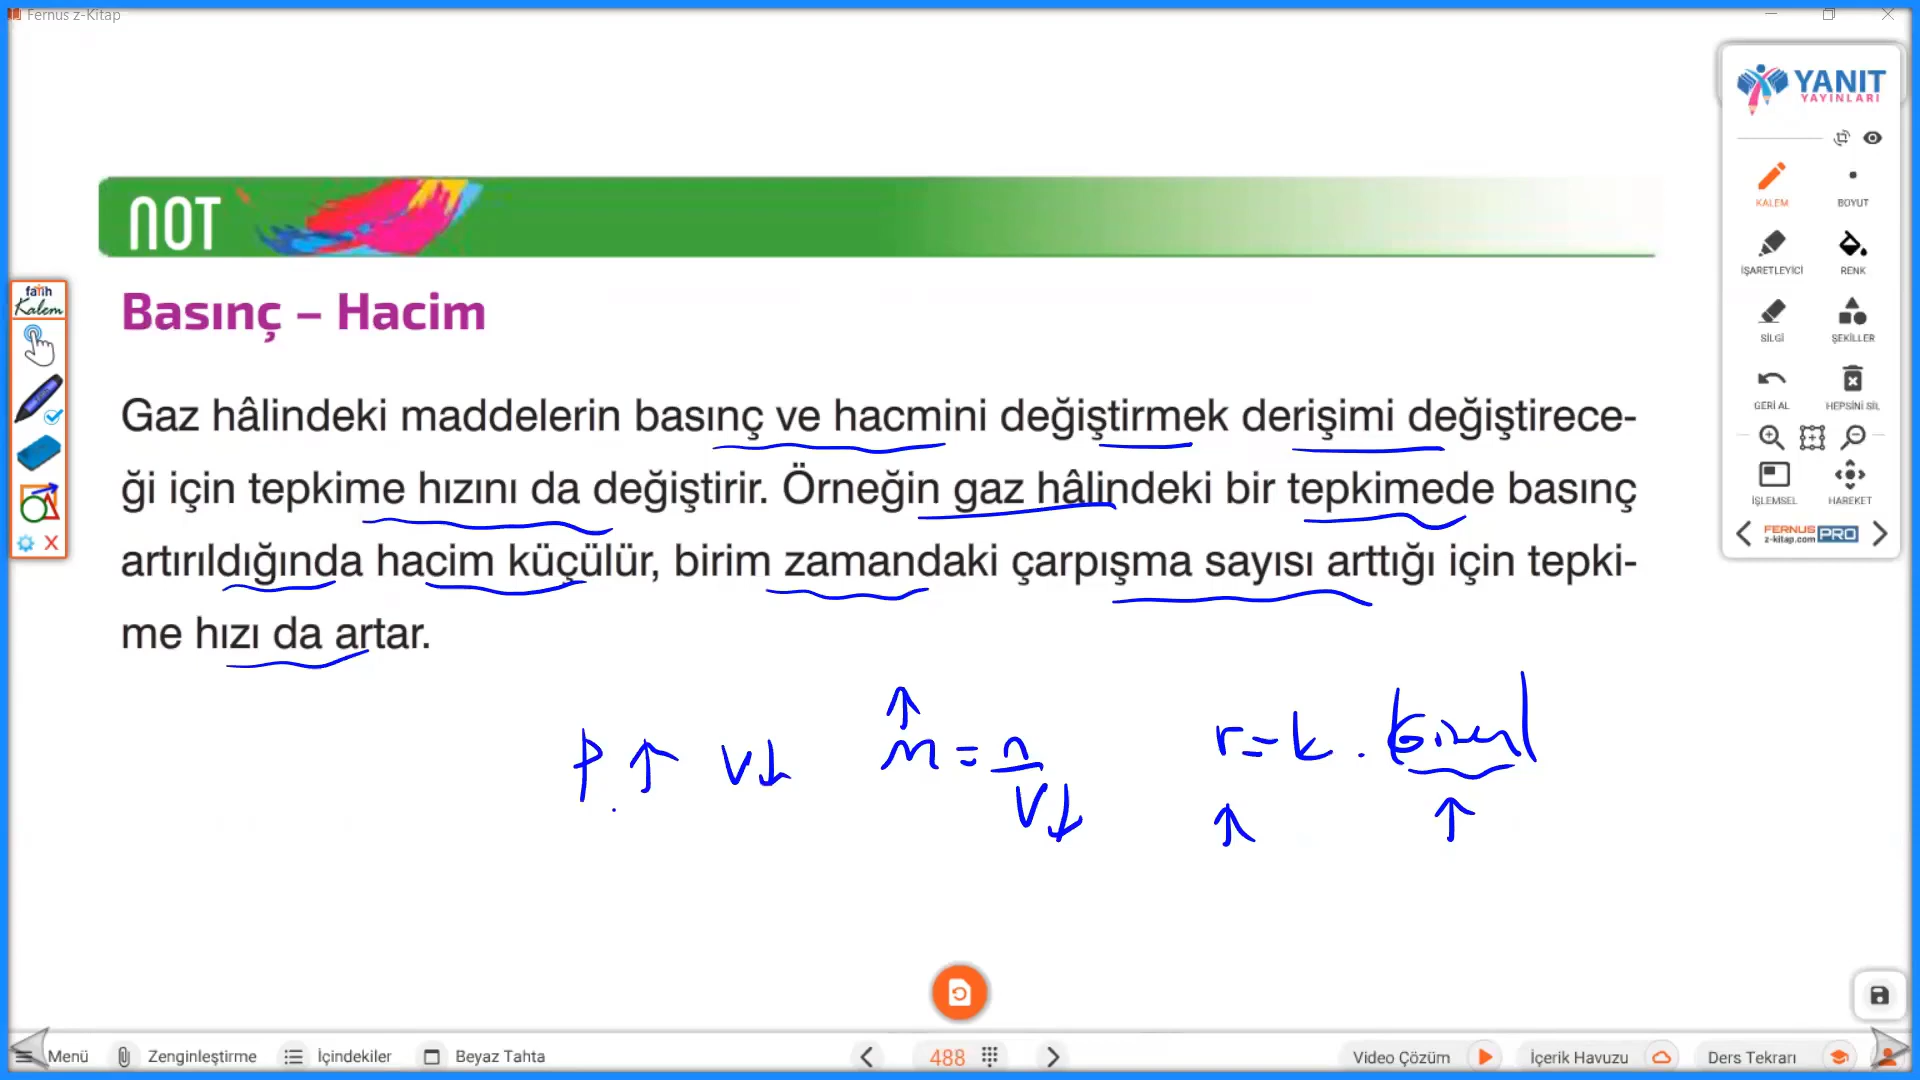 Fernus z-Kitap
YANIT
YAYINLARI
NOT
KALEM
BOYUT
İŞARETLEYİCİ
RENK
fatih
Kalem
Basınç – Hacim
SİLGİ
ŞEKİLLER
GERİ AL
HEPSİNİ SİL
Gaz hâlindeki maddelerin basınç ve hacmini değiştirmek derişimi değiştirece-
ği için tepkime hızını da değiştirir. Örneğin gaz hâlindeki bir tepkimede basınç
artırıldığında hacim küçülür, birim zamandaki çarpışma sayısı arttığı için tepki-
me hızı da artar.
İŞLEMSEL
HAREKET
FERNUS
z-kitap.com PRO
P ↑ V↓ ↑ m = n/V↓ r = k . [Giren]
↑ ↑
Menü Zenginleştirme İçindekiler Beyaz Tahta 488 Video Çözüm İçerik Havuzu Ders Tekrarı